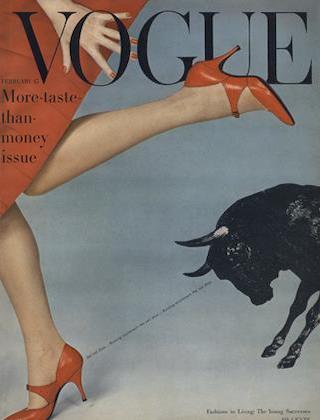 VOGUE
FEBRUARY 15
More-taste-
than-
money
issue
Fashions in Living: The Young Successes